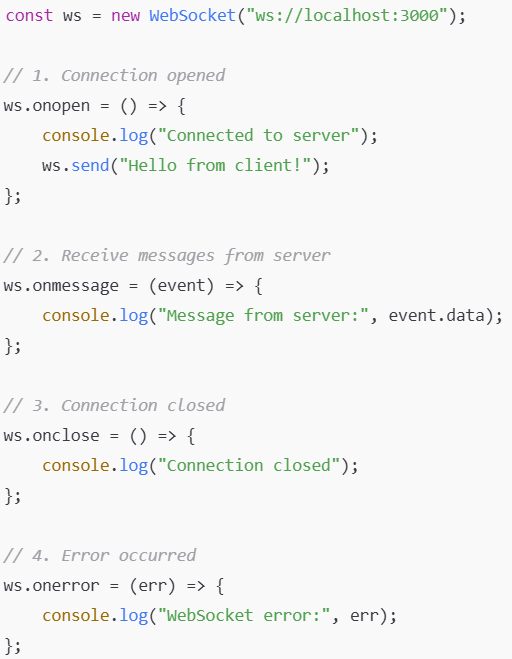 const ws = new WebSocket("ws://localhost:3000");
// 1. Connection opened
ws.onopen = () => {
    console.log("Connected to server");
    ws.send("Hello from client!");
};
// 2. Receive messages from server
ws.onmessage = (event) => {
    console.log("Message from server:", event.data);
};
// 3. Connection closed
ws.onclose = () => {
    console.log("Connection closed");
};
// 4. Error occurred
ws.onerror = (err) => {
    console.log("WebSocket error:", err);
};